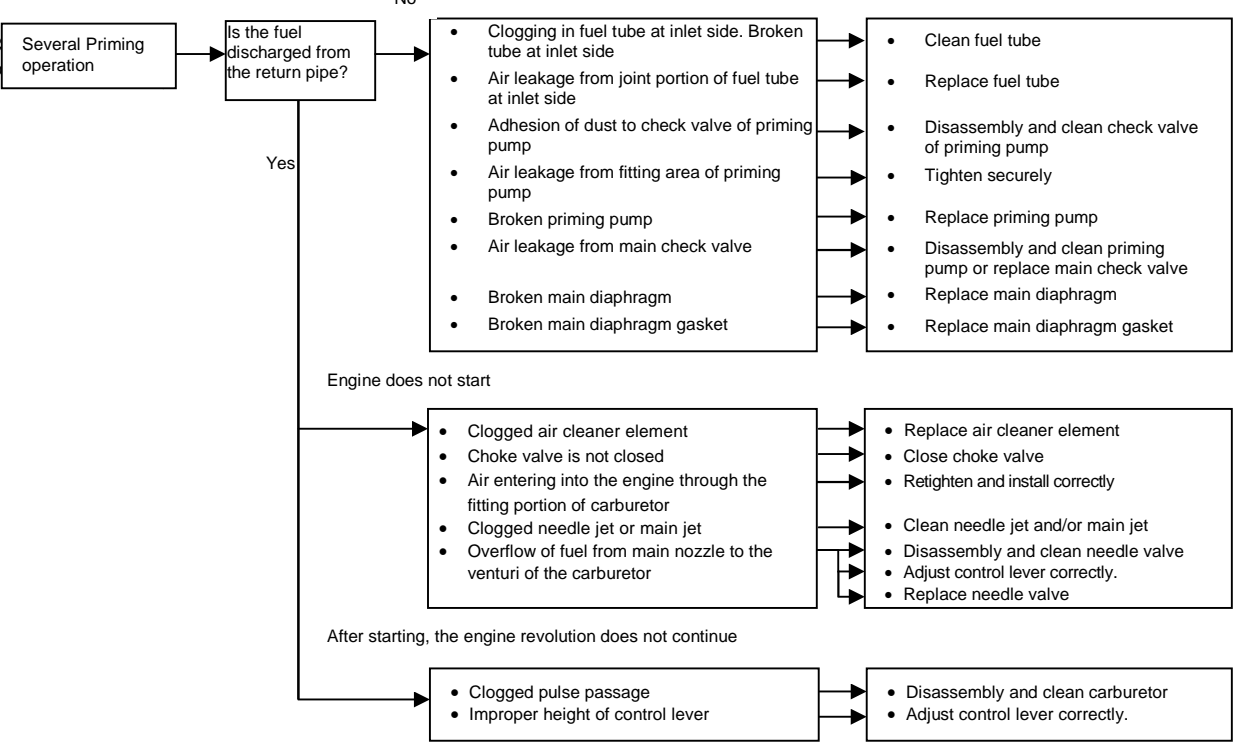 No
Several Priming
operation
Is the fuel
discharged from
the return pipe?
Yes
• Clogging in fuel tube at inlet side. Broken
tube at inlet side
• Air leakage from joint portion of fuel tube
at inlet side
• Adhesion of dust to check valve of priming
pump
• Air leakage from fitting area of priming
pump
• Broken priming pump
• Air leakage from main check valve
• Broken main diaphragm
• Broken main diaphragm gasket
• Clean fuel tube
• Replace fuel tube
• Disassembly and clean check valve
of priming pump
• Tighten securely
• Replace priming pump
• Disassembly and clean priming
pump or replace main check valve
• Replace main diaphragm
• Replace main diaphragm gasket
Engine does not start
• Clogged air cleaner element
• Choke valve is not closed
• Air entering into the engine through the
fitting portion of carburetor
• Clogged needle jet or main jet
• Overflow of fuel from main nozzle to the
venturi of the carburetor
• Replace air cleaner element
• Close choke valve
• Retighten and install correctly
• Clean needle jet and/or main jet
• Disassembly and clean needle valve
• Adjust control lever correctly.
• Replace needle valve
After starting, the engine revolution does not continue
• Clogged pulse passage
• Improper height of control lever
• Disassembly and clean carburetor
• Adjust control lever correctly.